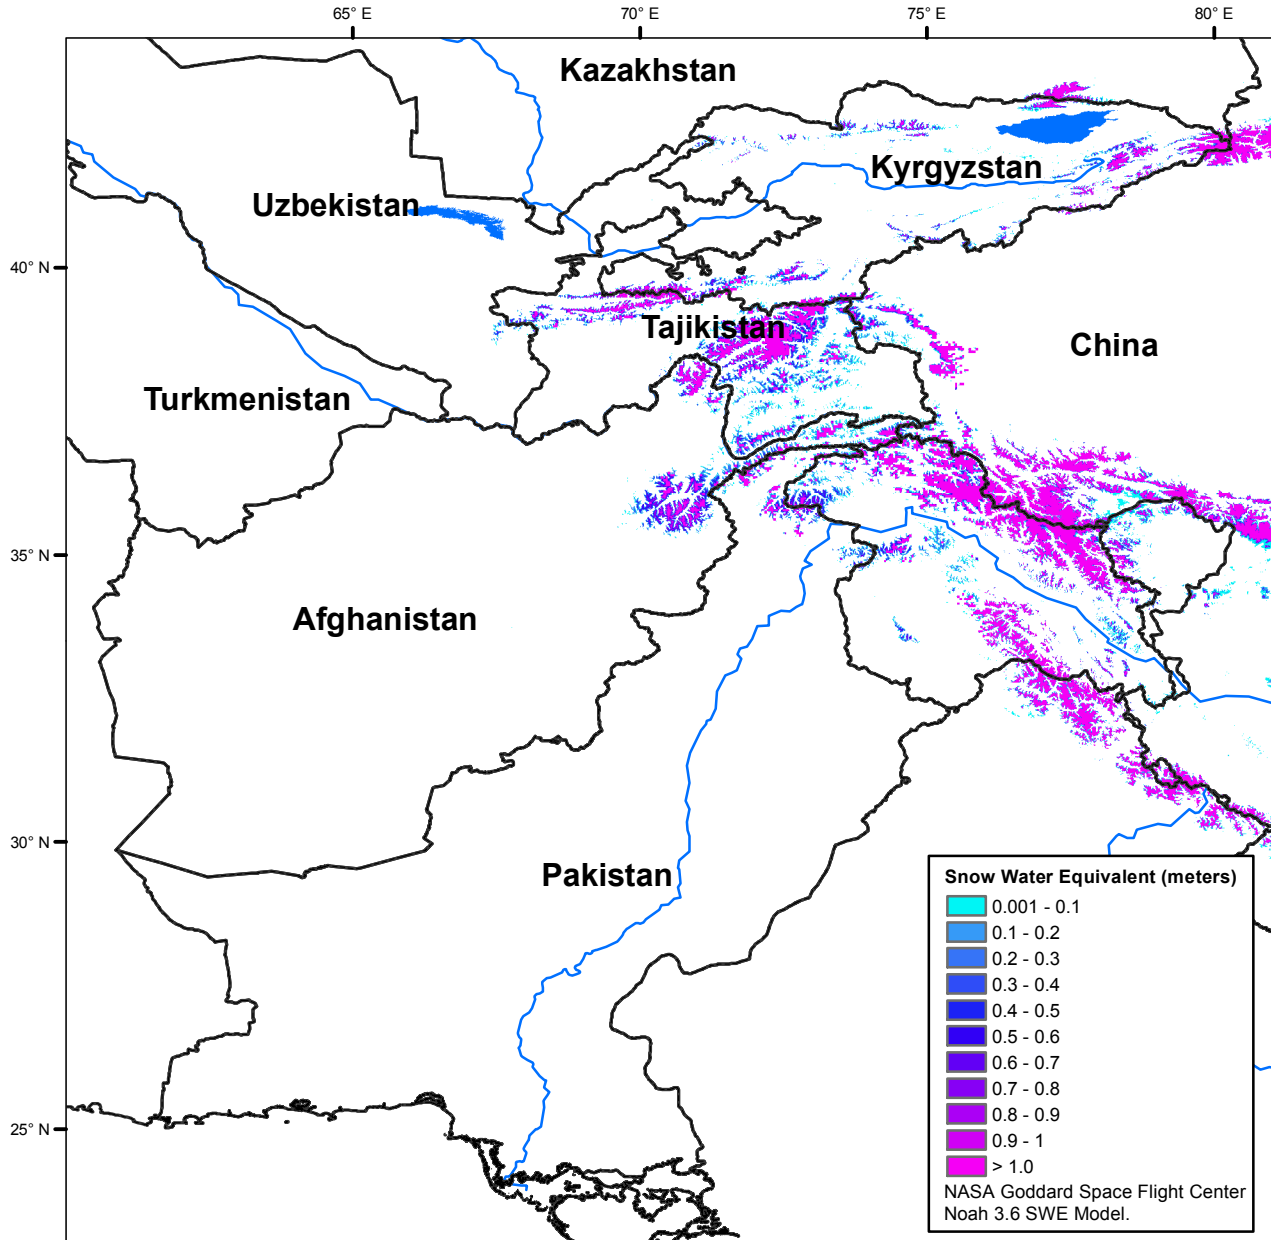 65° E
70° E
75° E
80° E
Kazakhstan
Kyrgyzstan
Uzbekistan
40° N
Tajikistan
China
Turkmenistan
35° N
Afghanistan
30° N
Pakistan
25° N
Snow Water Equivalent (meters)
0.001 - 0.1
0.1 - 0.2
0.2 - 0.3
0.3 - 0.4
0.4 - 0.5
0.5 - 0.6
0.6 - 0.7
0.7 - 0.8
0.8 - 0.9
0.9 - 1
> 1.0
NASA Goddard Space Flight Center
Noah 3.6 SWE Model.